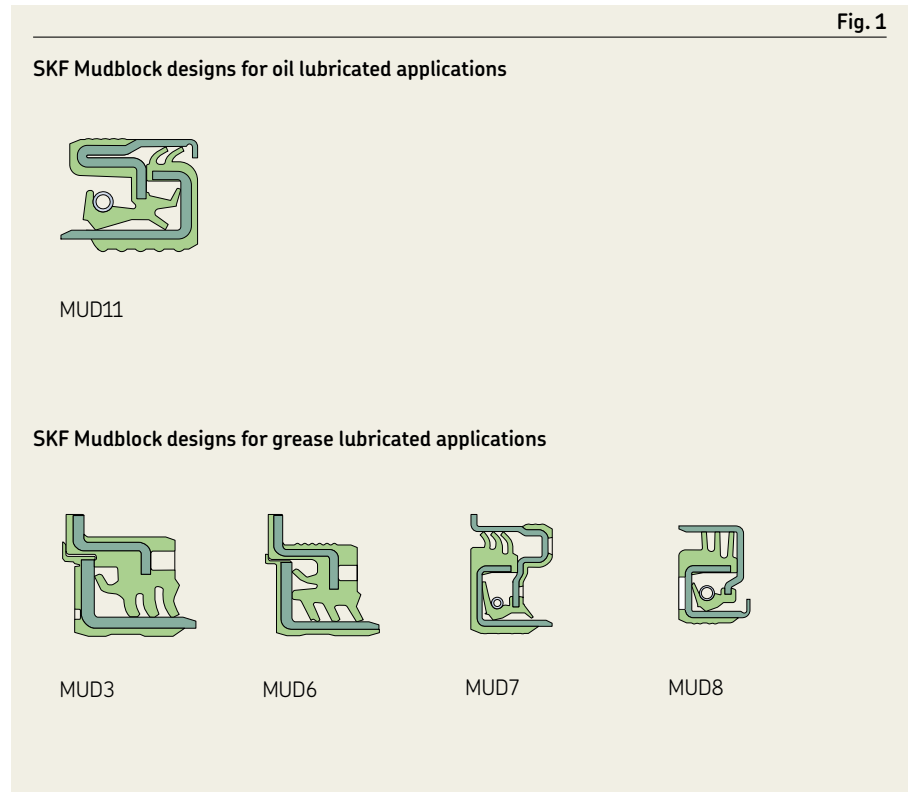 Fig. 1
SKF Mudblock designs for oil lubricated applications
MUD11
SKF Mudblock designs for grease lubricated applications
MUD3 MUD6 MUD7 MUD8